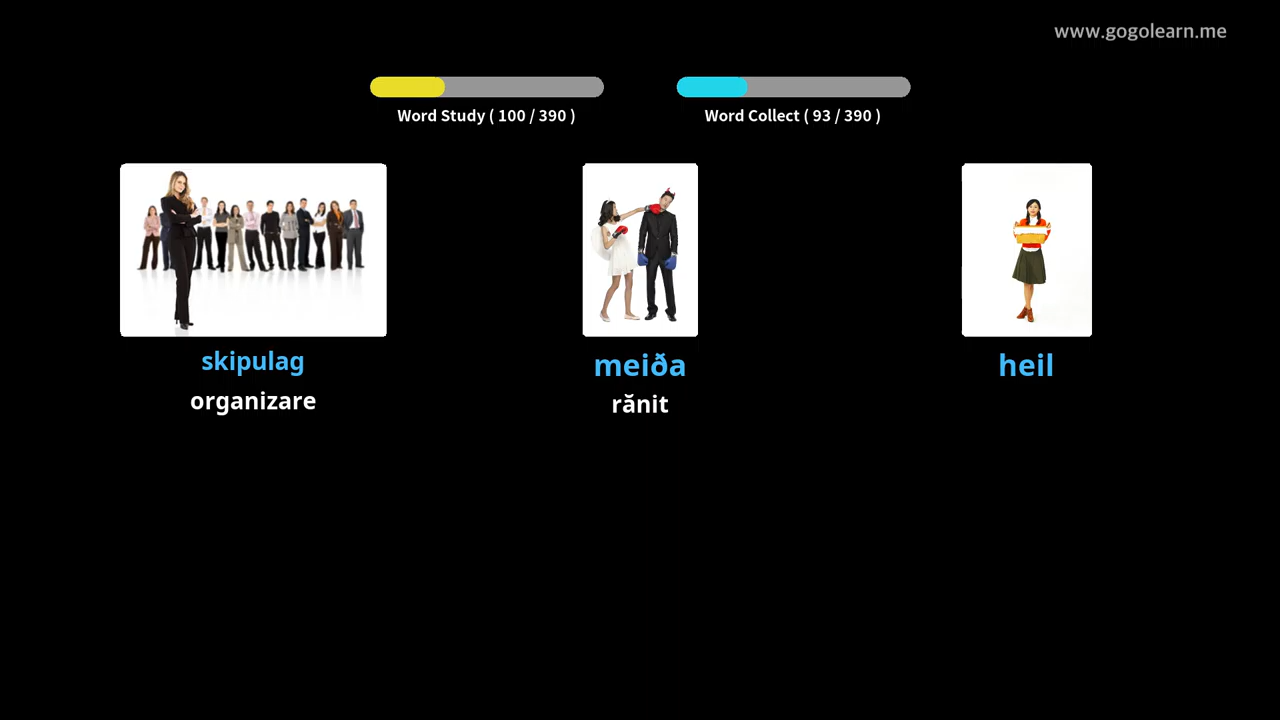 www.gogolearn.me
Word Study ( 100 / 390 )
Word Collect ( 93 / 390 )
skipulag
organizare
meiða
rănit
heil